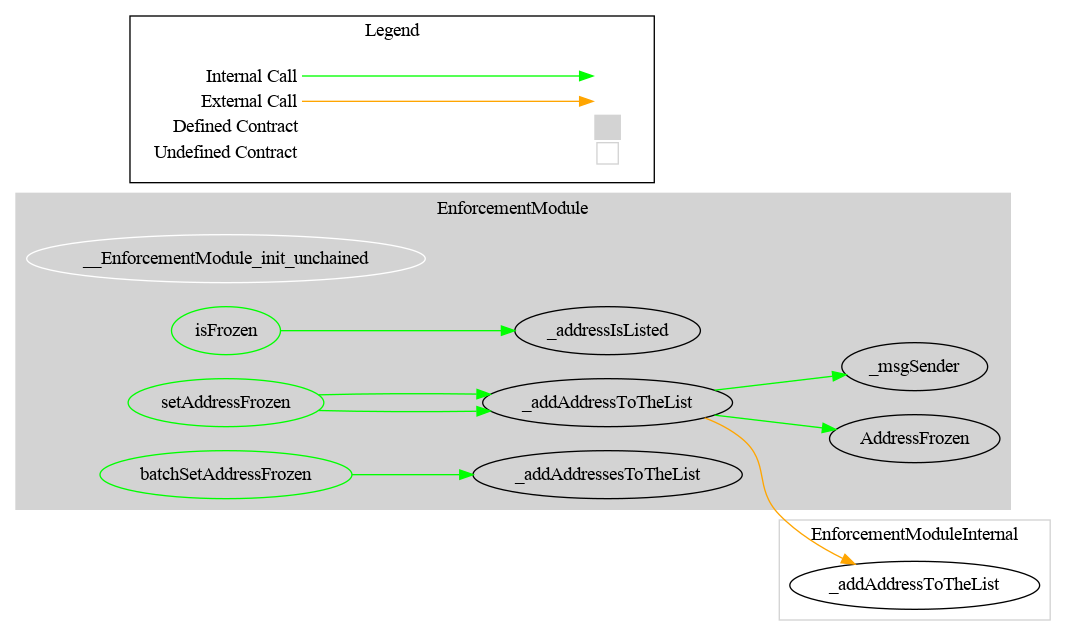 Legend
Internal Call
External Call
Defined Contract
Undefined Contract
EnforcementModule
__EnforcementModule_init_unchained
isFrozen
_addressIsListed
_msgSender
setAddressFrozen
_addAddressToTheList
AddressFrozen
batchSetAddressFrozen
_addAddressesToTheList
EnforcementModuleInternal
_addAddressToTheList